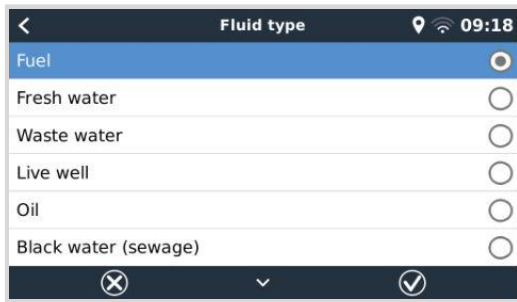 Fluid type 09:18
Fuel
Fresh water
Waste water
Live well
Oil
Black water (sewage)